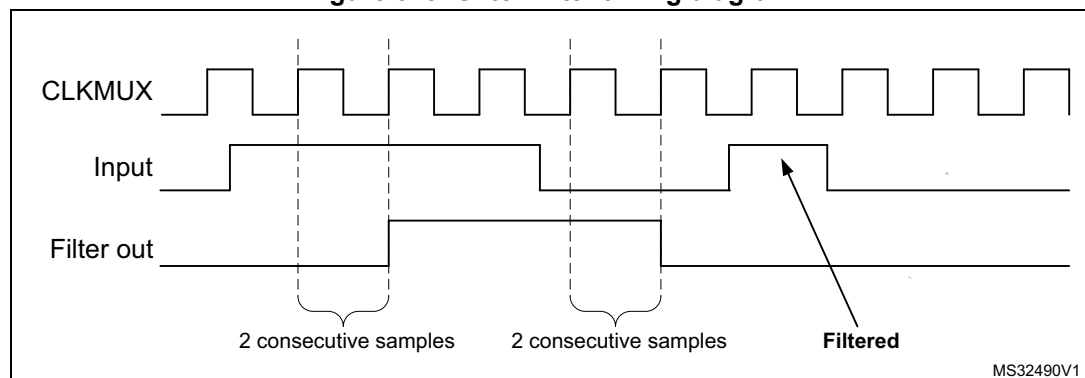 CLKMUX
Input
Filter out
2 consecutive samples 2 consecutive samples Filtered
MS32490V1